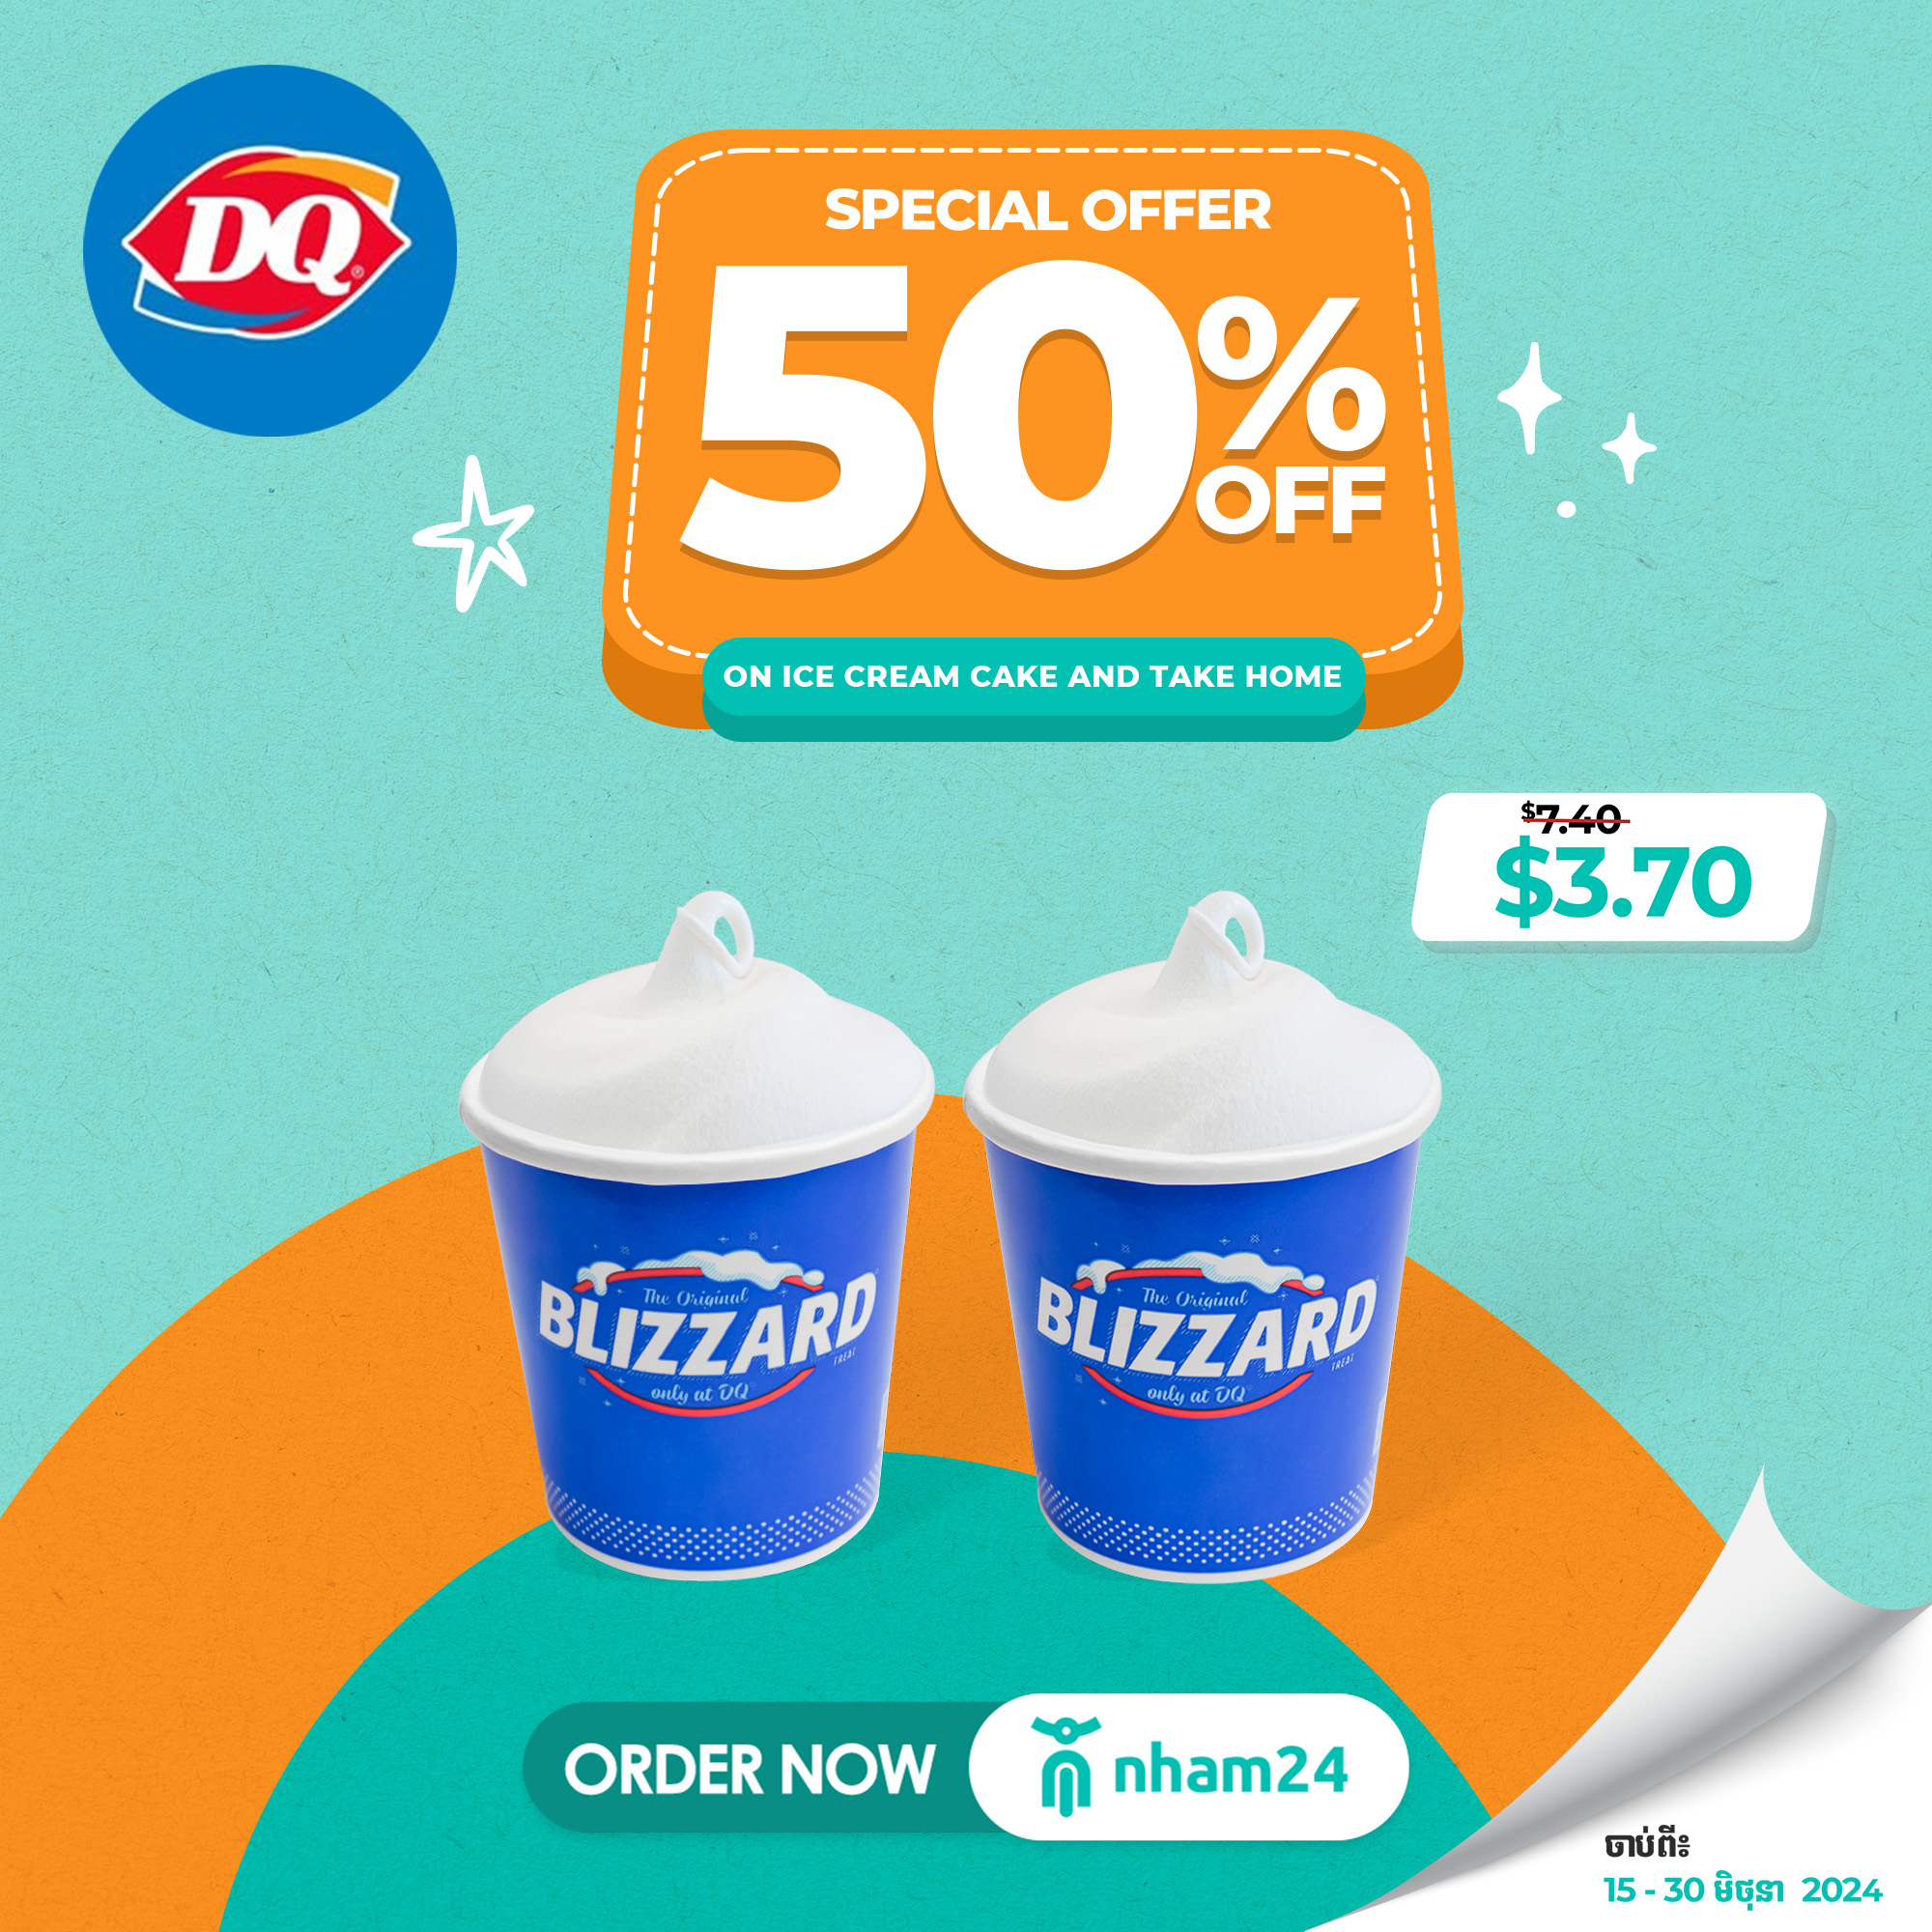 DQ
SPECIAL OFFER
50%
OFF
ON ICE CREAM CAKE AND TAKE HOME
$7.40
$3.70
The Original
BLIZZARD
TREAT
only at DQ
The Original
BLIZZARD
TREAT
only at DQ
ORDER NOW
nham24
ចាប់ពីៈ
15 - 30 មិថុនា 2024